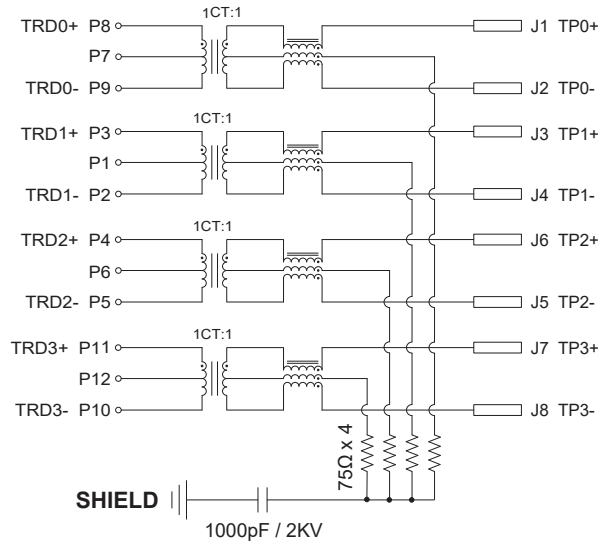 1CT:1
TRD0+ P8 J1 TP0+
P7
TRD0- P9 J2 TP0-
1CT:1
TRD1+ P3 J3 TP1+
P1
TRD1- P2 J4 TP1-
1CT:1
TRD2+ P4 J6 TP2+
P6
TRD2- P5 J5 TP2-
1CT:1
TRD3+ P11 J7 TP3+
P12
TRD3- P10 J8 TP3-
75Ω x 4
SHIELD
1000pF / 2KV